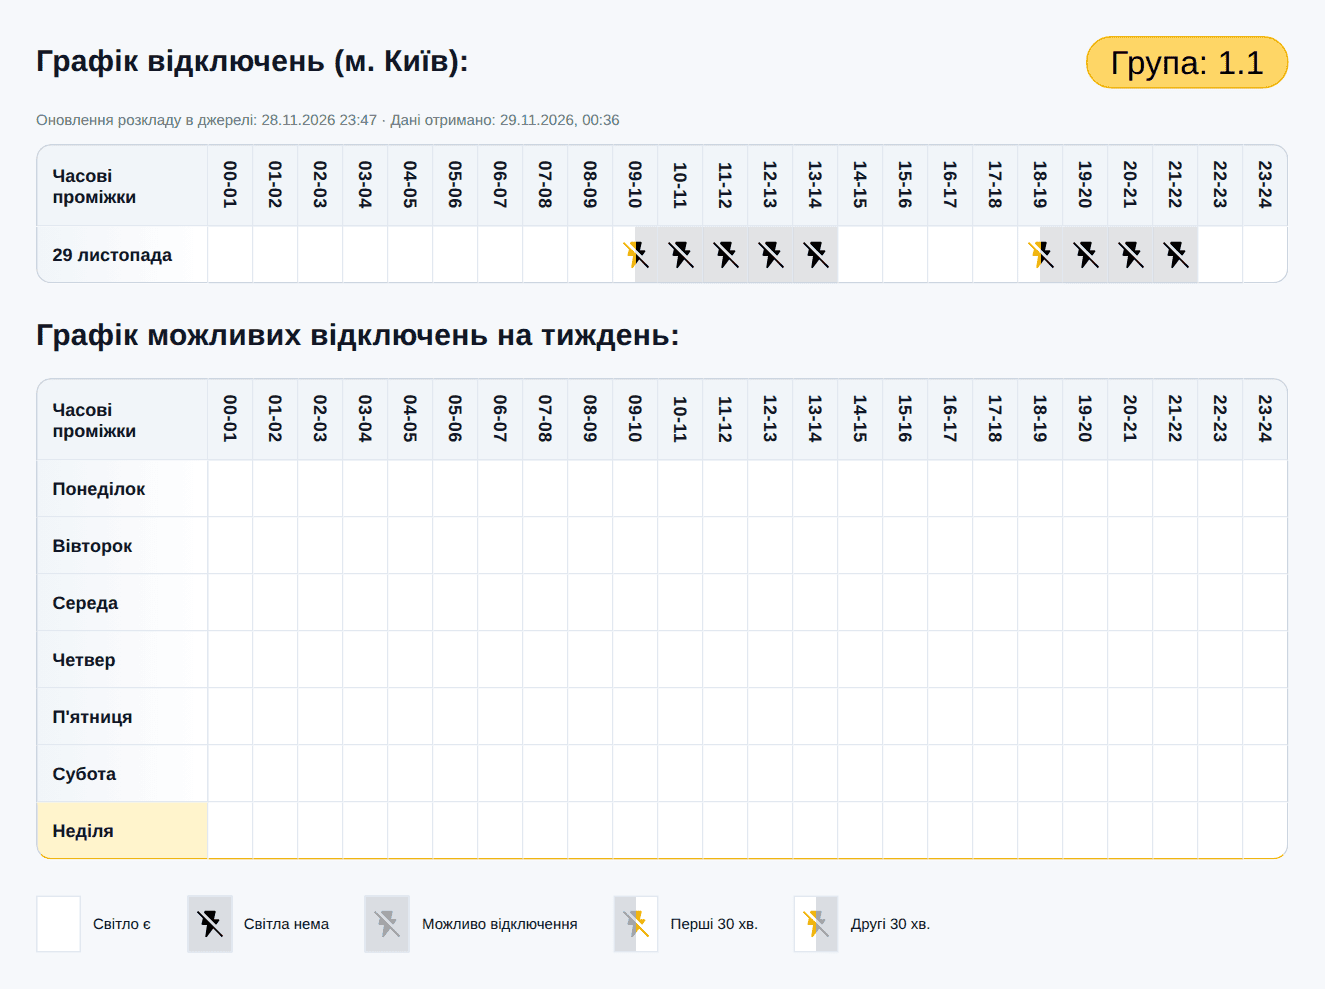 Графік відключень (м. Київ):
Група: 1.1
Оновлення розкладу в джерелі: 28.11.2026 23:47 · Дані отримано: 29.11.2026, 00:36
Часові проміжки 00-01 01-02 02-03 03-04 04-05 05-06 06-07 07-08 08-09 09-10 10-11 11-12 12-13 13-14 14-15 15-16 16-17 17-18 18-19 19-20 20-21 21-22 22-23 23-24
29 листопада
Графік можливих відключень на тиждень:
Часові проміжки 00-01 01-02 02-03 03-04 04-05 05-06 06-07 07-08 08-09 09-10 10-11 11-12 12-13 13-14 14-15 15-16 16-17 17-18 18-19 19-20 20-21 21-22 22-23 23-24
Понеділок
Вівторок
Середа
Четвер
П'ятниця
Субота
Неділя
Світло є Світла нема Можливо відключення Перші 30 хв. Другі 30 хв.